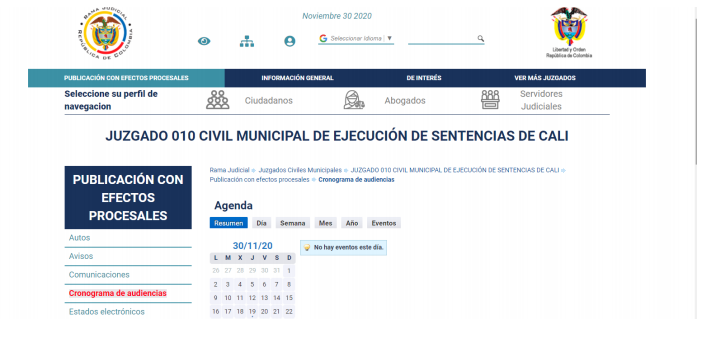 RAMA JUDICIAL
REPÚBLICA DE COLOMBIA
Noviembre 30 2020
G Seleccionar idioma | ▼
Libertad y Orden
República de Colombia
PUBLICACIÓN CON EFECTOS PROCESALES
INFORMACIÓN GENERAL
DE INTERÉS
VER MÁS JUZGADOS
Seleccione su perfil de
navegacion
Ciudadanos
Abogados
Servidores
Judiciales
JUZGADO 010 CIVIL MUNICIPAL DE EJECUCIÓN DE SENTENCIAS DE CALI
PUBLICACIÓN CON
EFECTOS
PROCESALES
Autos
Avisos
Comunicaciones
Cronograma de audiencias
Estados electrónicos
Rama Judicial » Juzgados Civiles Municipales » JUZGADO 010 CIVIL MUNICIPAL DE EJECUCIÓN DE SENTENCIAS DE CALI »
Publicación con efectos procesales » Cronograma de audiencias
Agenda
Resumen Día Semana Mes Año Eventos
30/11/20
L M X J V S D
26 27 28 29 30 31 1
2 3 4 5 6 7 8
9 10 11 12 13 14 15
16 17 18 19 20 21 22
No hay eventos este día.